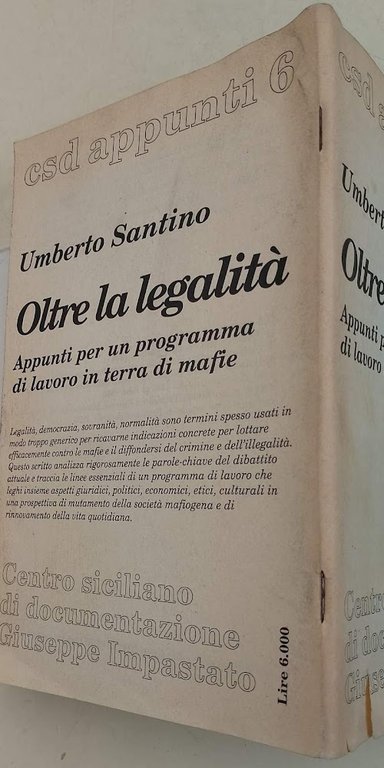 csd appunti 6
Umberto Santino
Oltre la legalità
Appunti per un programma
di lavoro in terra di mafie
Legalità, democrazia, sovranità, normalità sono termini spesso usati in
modo troppo generico per ricavarne indicazioni concrete per lottare
efficacemente contro le mafie e il diffondersi del crimine e dell'illegalità.
Questo scritto analizza rigorosamente le parole-chiave del dibattito
attuale e traccia le linee essenziali di un programma di lavoro che
leghi insieme aspetti giuridici, politici, economici, etici, culturali in
una prospettiva di mutamento della società mafiogena e di
rinnovamento della vita quotidiana.
Centro siciliano
di documentazione
Giuseppe Impastato
Lire 6.000
csd
Umbert
Oltre
Appunti p
di lavoro
Centro
di do
Gius